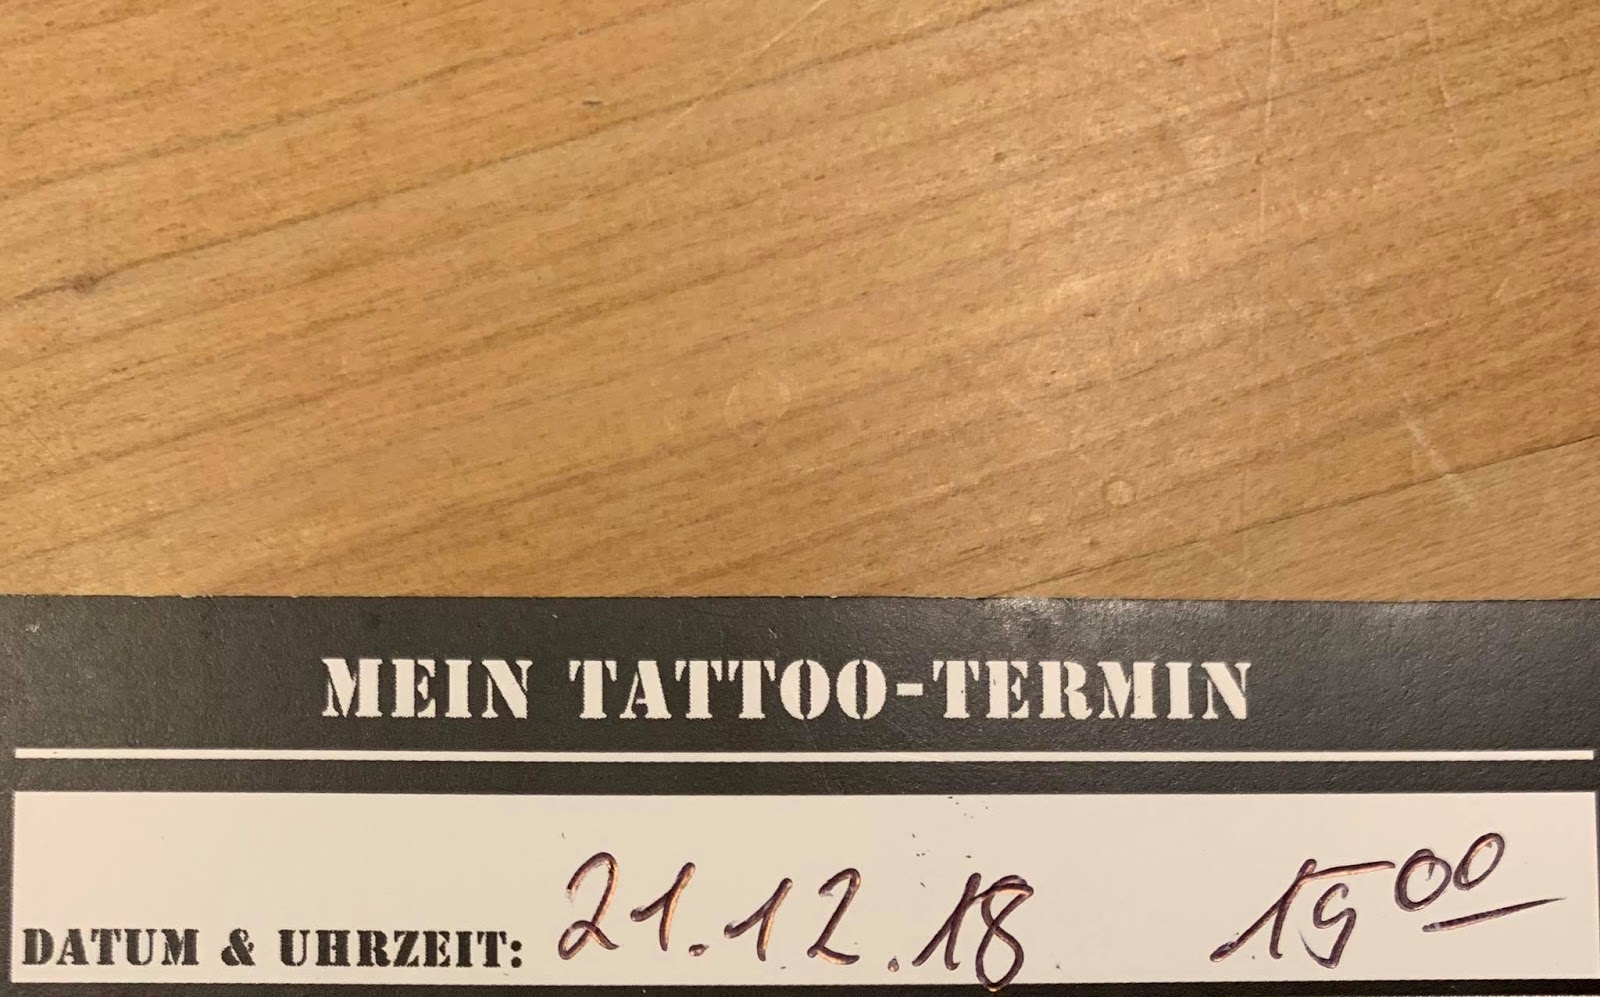 MEIN TATTOO-TERMIN
DATUM & UHRZEIT: 21.12.18 15⁰⁰